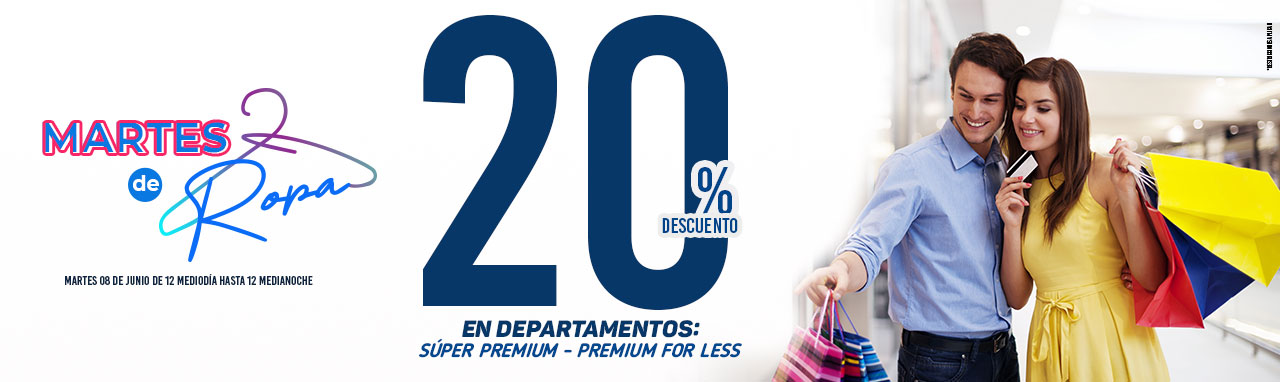 MARTES
de
Ropa
MARTES 08 DE JUNIO DE 12 MEDIODÍA HASTA 12 MEDIANOCHE
20
%
DESCUENTO
EN DEPARTAMENTOS:
SÚPER PREMIUM - PREMIUM FOR LESS